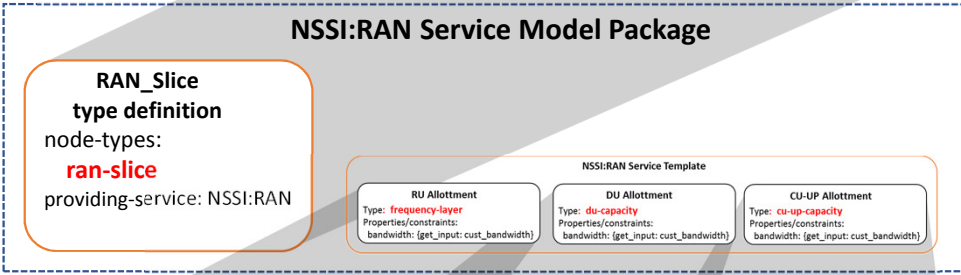 NSSI:RAN Service Model Package
RAN_Slice
type definition
node-types:
ran-slice
providing-service: NSSI:RAN
NSSI:RAN Service Template
RU Allottment
Type: frequency-layer
Properties/constraints:
bandwidth: {get_input: cust_bandwidth}
DU Allottment
Type: du-capacity
Properties/constraints:
bandwidth: {get_input: cust_bandwidth}
CU-UP Allottment
Type: cu-up-capacity
Properties/constraints:
bandwidth: {get_input: cust_bandwidth}